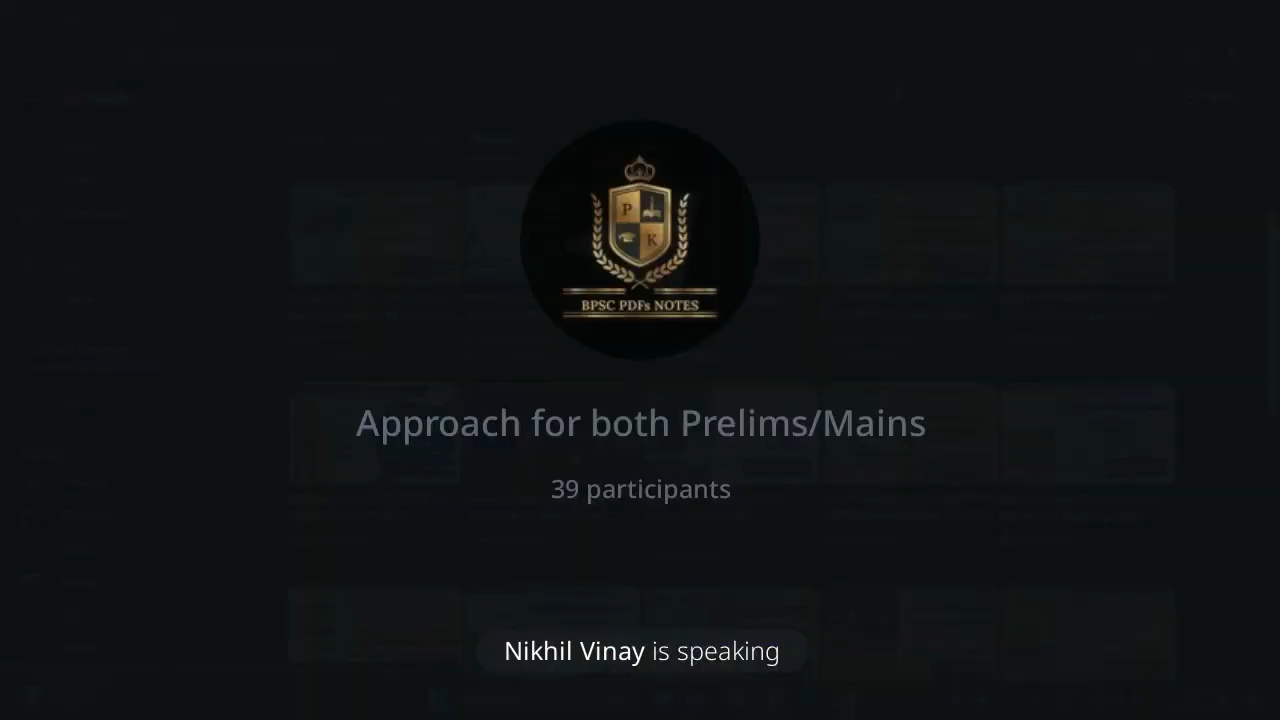 P
K
BPSC PDFs NOTES
Approach for both Prelims/Mains
39 participants
Nikhil Vinay is speaking